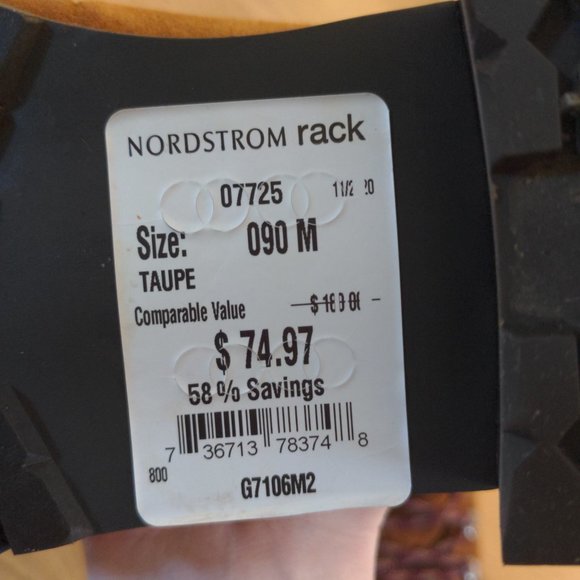 NORDSTROM rack
07725
Size: 090 M
TAUPE
Comparable Value
$ 74.97
58% Savings
7 36713 78374 8
800
G7106M2